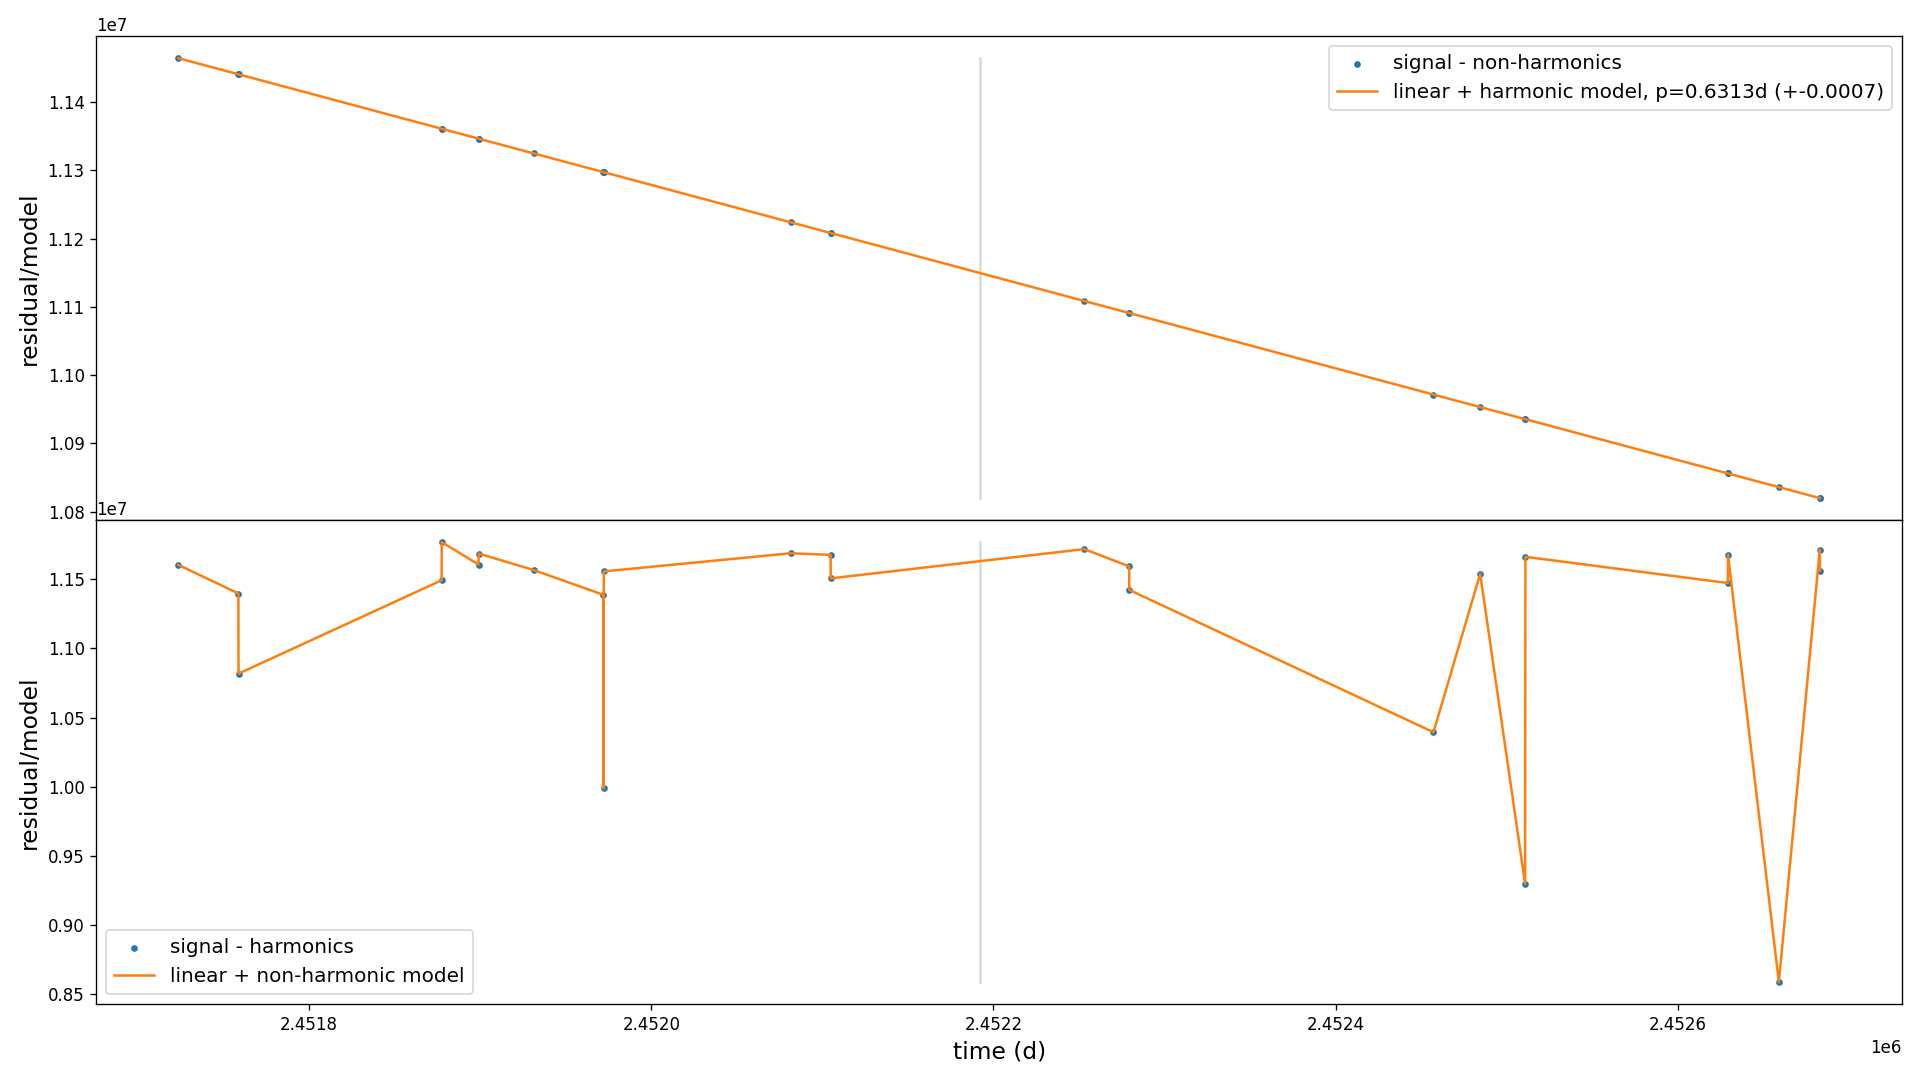 1e7
signal - non-harmonics
linear + harmonic model, p=0.6313d (+-0.0007)
1.14
1.13
1.12
1.11
1.10
1.09
1.08
residual/model
1e7
1.15
1.10
1.05
1.00
0.95
0.90
0.85
residual/model
signal - harmonics
linear + non-harmonic model
2.4518 2.4520 2.4522 2.4524 2.4526
1e6
time (d)